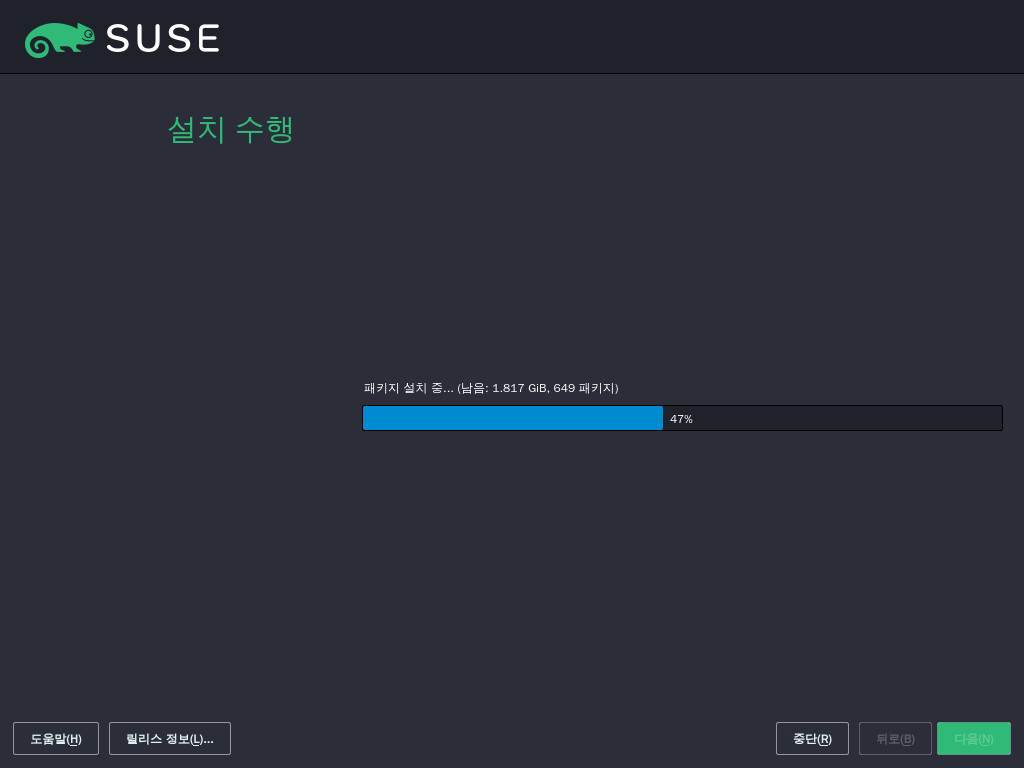 SUSE
설치 수행
패키지 설치 중... (남음: 1.817 GiB, 649 패키지)
47%
도움말(H)
릴리스 정보(L)...
중단(R)
뒤로(B)
다음(N)